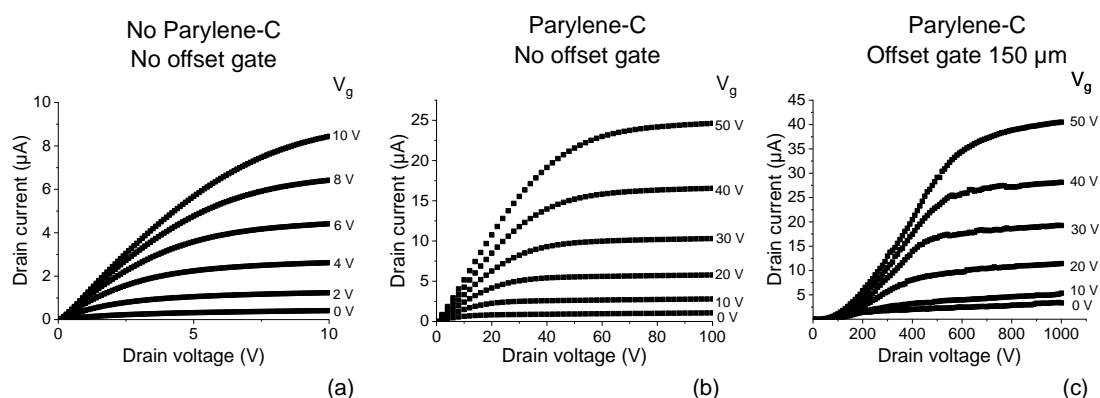 No Parylene-C
No offset gate
Vg
10
8
6
4
2
0
0
5
10
10 V
8 V
6 V
4 V
2 V
0 V
Drain current (µA)
Drain voltage (V)
(a)
Parylene-C
No offset gate
Vg
25
20
15
10
5
0
0
20
40
60
80
100
50 V
40 V
30 V
20 V
10 V
0 V
Drain current (µA)
Drain voltage (V)
(b)
Parylene-C
Offset gate 150 µm
Vg
45
40
35
30
25
20
15
10
5
0
200
400
600
800
1000
50 V
40 V
30 V
20 V
10 V
0 V
Drain current (µA)
Drain voltage (V)
(c)